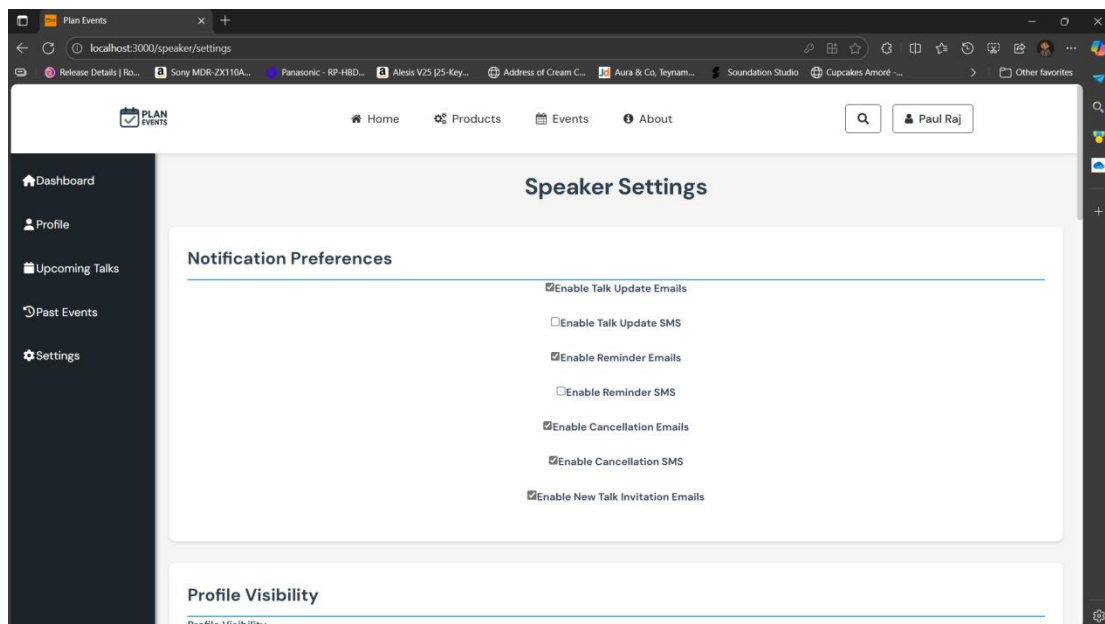 Plan Events
localhost:3000/speaker/settings
Release Details | Ro...
Sony MDR-ZX110A...
Panasonic - RP-HBD...
Alesis V25 |25-Key...
Address of Cream C...
Aura & Co, Teynam...
Soundation Studio
Cupcakes Amoré -...
Other favorites
PLAN
EVENTS
Home
Products
Events
About
Paul Raj
Dashboard
Profile
Upcoming Talks
Past Events
Settings
Speaker Settings
Notification Preferences
Enable Talk Update Emails
Enable Talk Update SMS
Enable Reminder Emails
Enable Reminder SMS
Enable Cancellation Emails
Enable Cancellation SMS
Enable New Talk Invitation Emails
Profile Visibility
Profile Visibility